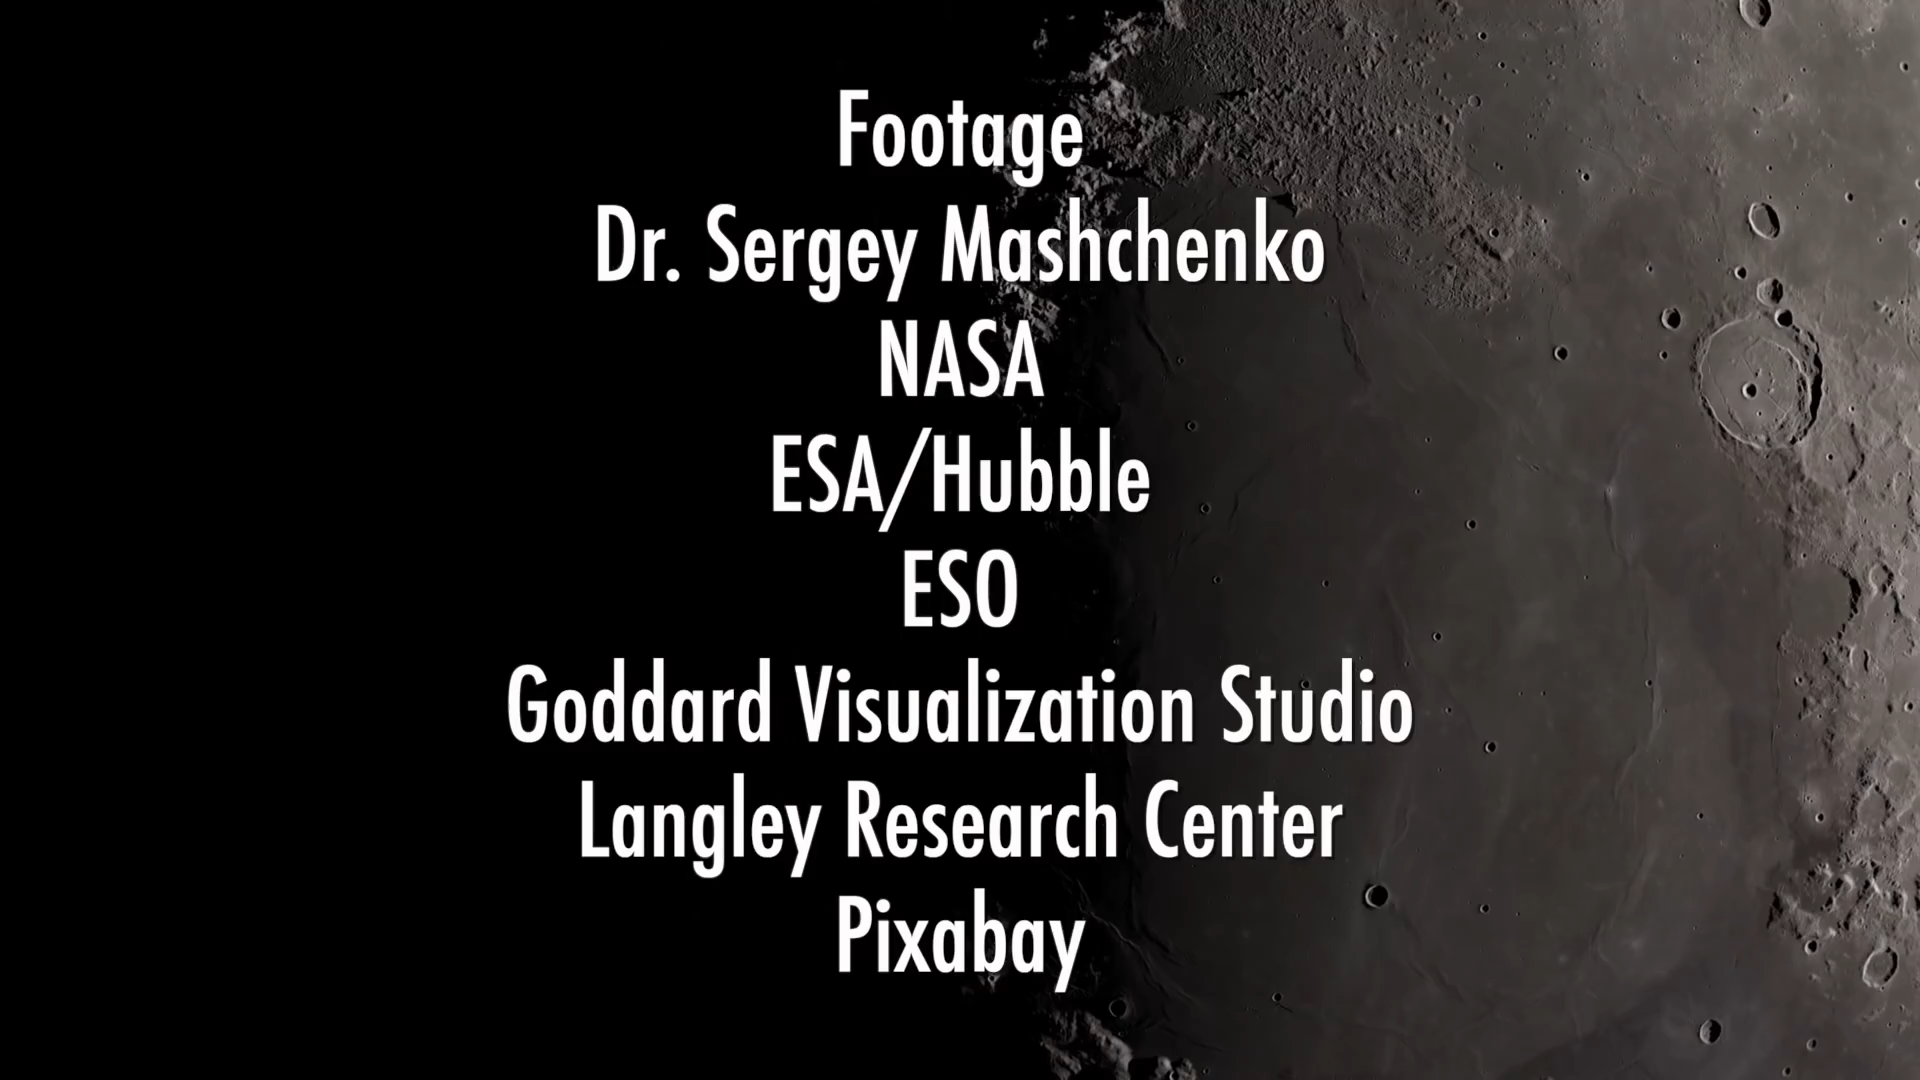 Footage
Dr. Sergey Mashchenko
NASA
ESA/Hubble
ESO
Goddard Visualization Studio
Langley Research Center
Pixabay